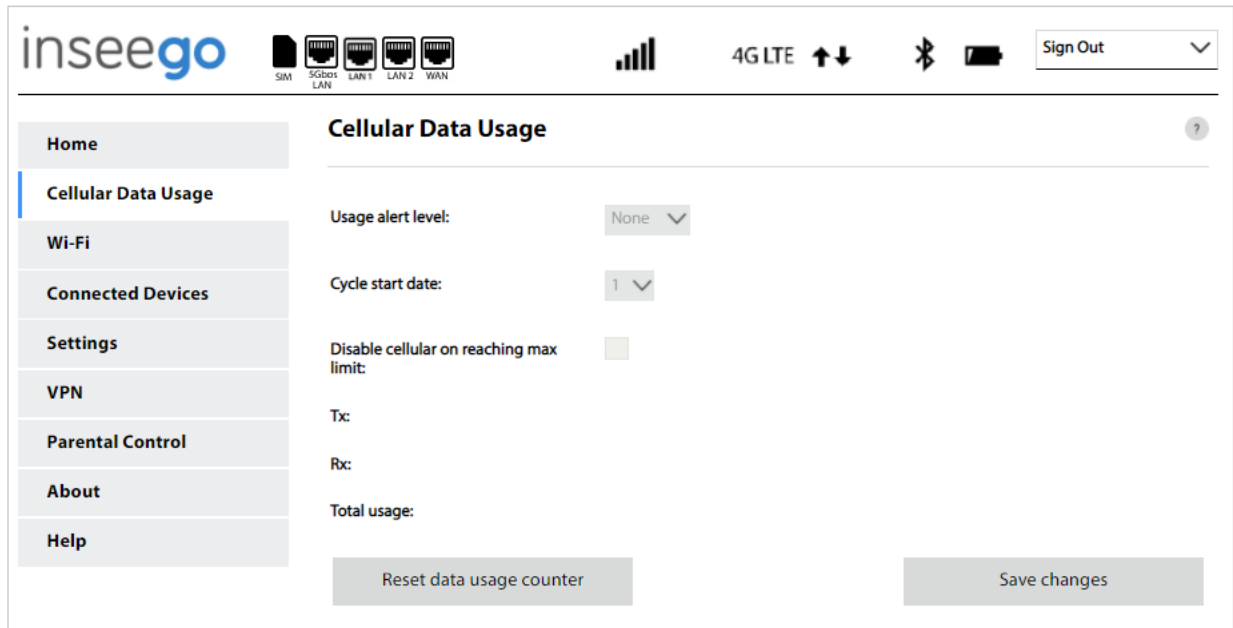 inseego
SIM
5Gbos
LAN
LAN 1
LAN 2
WAN
4G LTE
Sign Out
Home
Cellular Data Usage
Wi-Fi
Connected Devices
Settings
VPN
Parental Control
About
Help
Cellular Data Usage
?
Usage alert level:
None
Cycle start date:
1
Disable cellular on reaching max
limit:
Tx:
Rx:
Total usage:
Reset data usage counter
Save changes